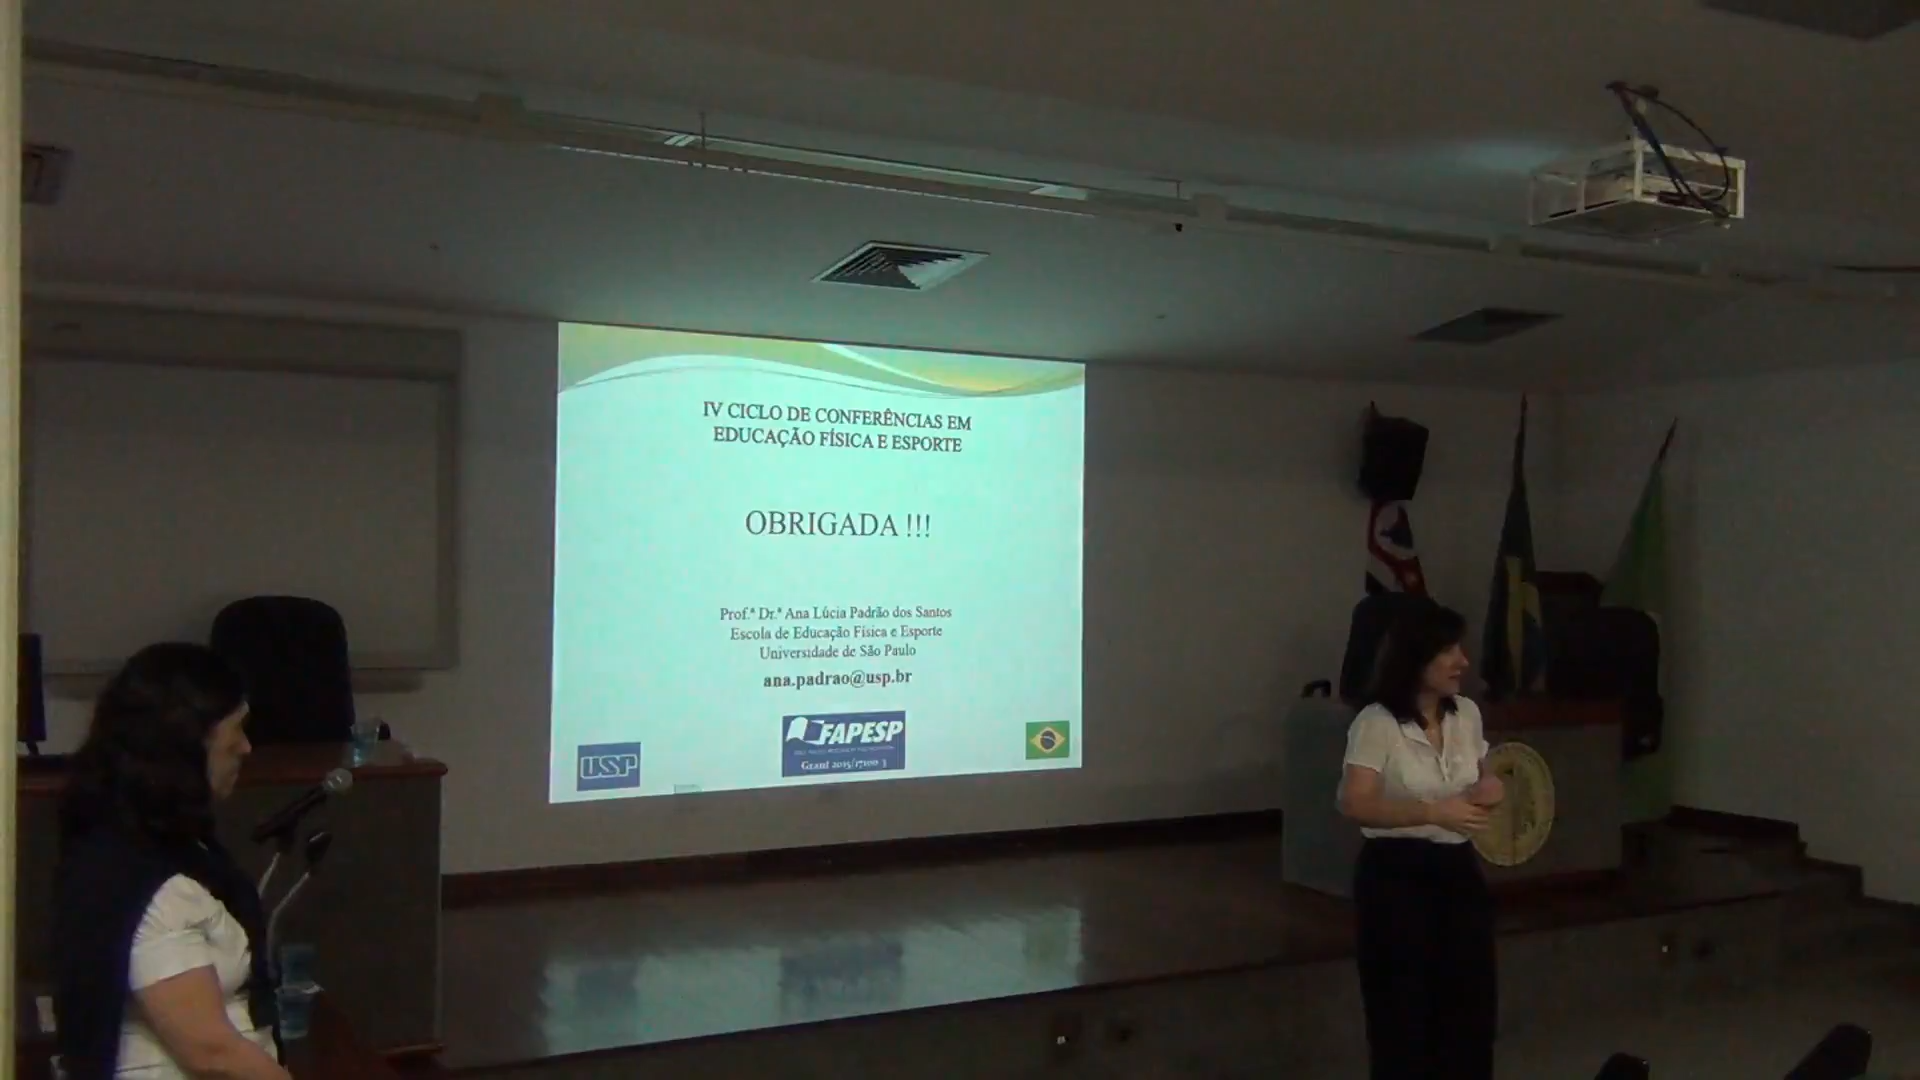 IV CICLO DE CONFERÊNCIAS EM
EDUCAÇÃO FÍSICA E ESPORTE
OBRIGADA !!!
Prof.ª Dr.ª Ana Lúcia Padrão dos Santos
Escola de Educação Física e Esporte
Universidade de São Paulo
ana.padrao@usp.br
FAPESP
Grant
USP